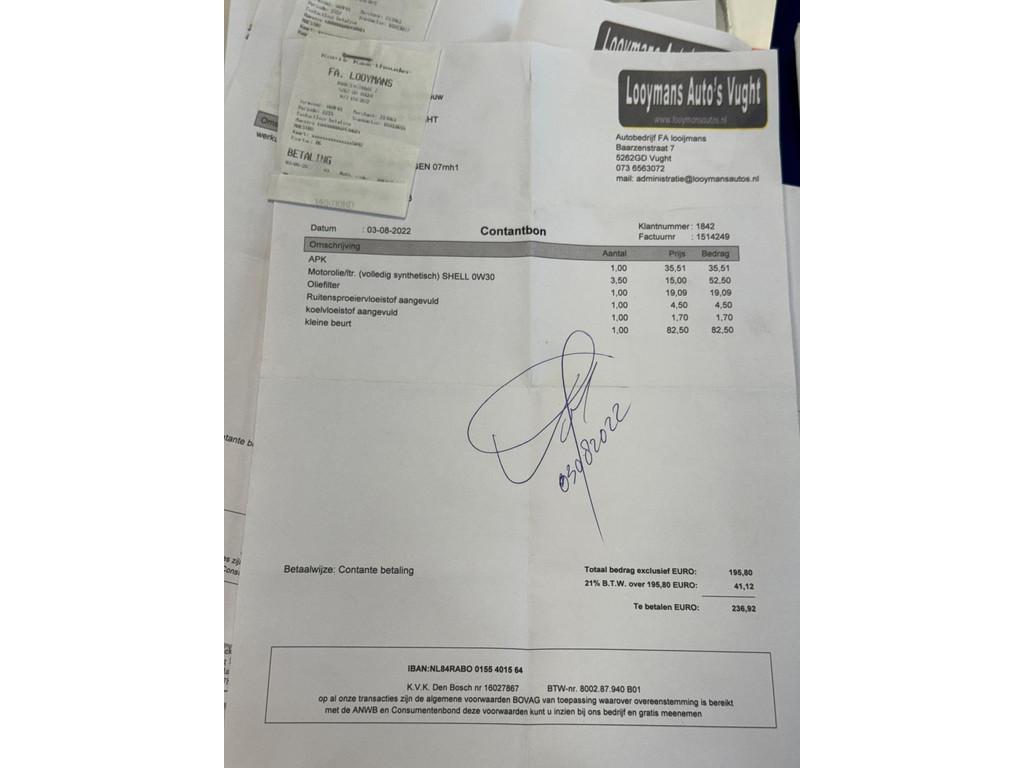 Looymans Auto's Vught
www.looymansautos.nl
Autobedrijf FA looijmans
Baarzenstraat 7
5262GD Vught
073 6563072
mail: administratie@looymansautos.nl
FA. LOOYMANS
BETALING
HT
EN 07mh1
Datum : 03-08-2022
Contantbon
Klantnummer : 1842
Factuurnr : 1514249
Omschrijving Aantal Prijs Bedrag
APK 1,00 35,51 35,51
Motorolie/ltr. (volledig synthetisch) SHELL 0W30 3,50 15,00 52,50
Oliefilter 1,00 19,09 19,09
Ruitensproeiervloeistof aangevuld 1,00 4,50 4,50
koelvloeistof aangevuld 1,00 1,70 1,70
kleine beurt 1,00 82,50 82,50
03082022
Betaalwijze: Contante betaling
Totaal bedrag exclusief EURO: 195,80
21% B.T.W. over 195,80 EURO: 41,12
Te betalen EURO: 236,92
IBAN:NL84RABO 0155 4015 64
K.V.K. Den Bosch nr 16027867 BTW-nr. 8002.87.940 B01
op al onze transacties zijn de algemene voorwaarden BOVAG van toepassing waarover overeenstemming is bereikt
met de ANWB en Consumentenbond deze voorwaarden kunt u inzien bij ons bedrijf en gratis meenemen